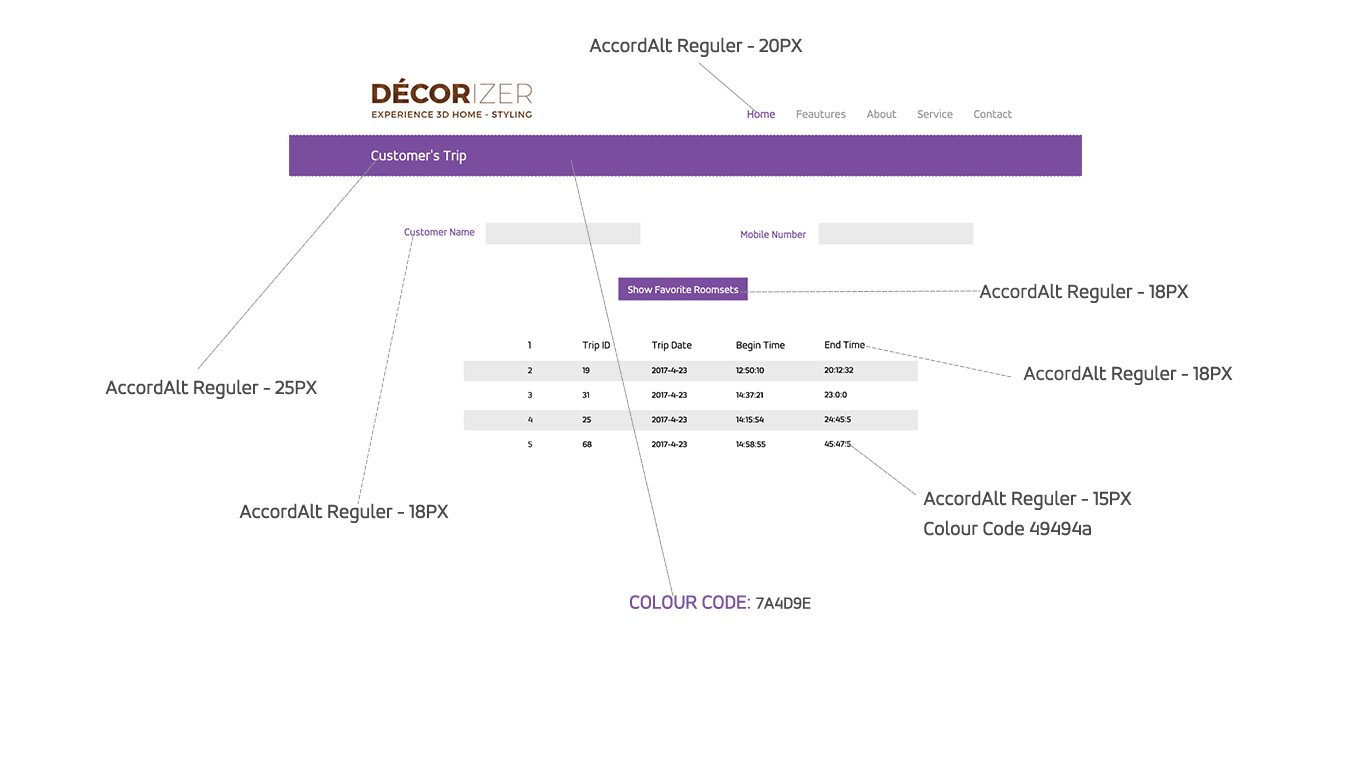 AccordAlt Reguler - 20PX
DÉCORIZER
EXPERIENCE 3D HOME - STYLING
Home Feautures About Service Contact
Customer's Trip
Customer Name
Mobile Number
Show Favorite Roomsets
AccordAlt Reguler - 18PX
1 Trip ID Trip Date Begin Time End Time
2 19 2017-4-23 12:50:10 20:12:32
3 31 2017-4-23 14:37:21 23:0:0
4 25 2017-4-23 14:15:54 24:45:5
5 68 2017-4-23 14:58:55 45:47:5
AccordAlt Reguler - 18PX
AccordAlt Reguler - 25PX
AccordAlt Reguler - 15PX
Colour Code 49494a
AccordAlt Reguler - 18PX
COLOUR CODE: 7A4D9E